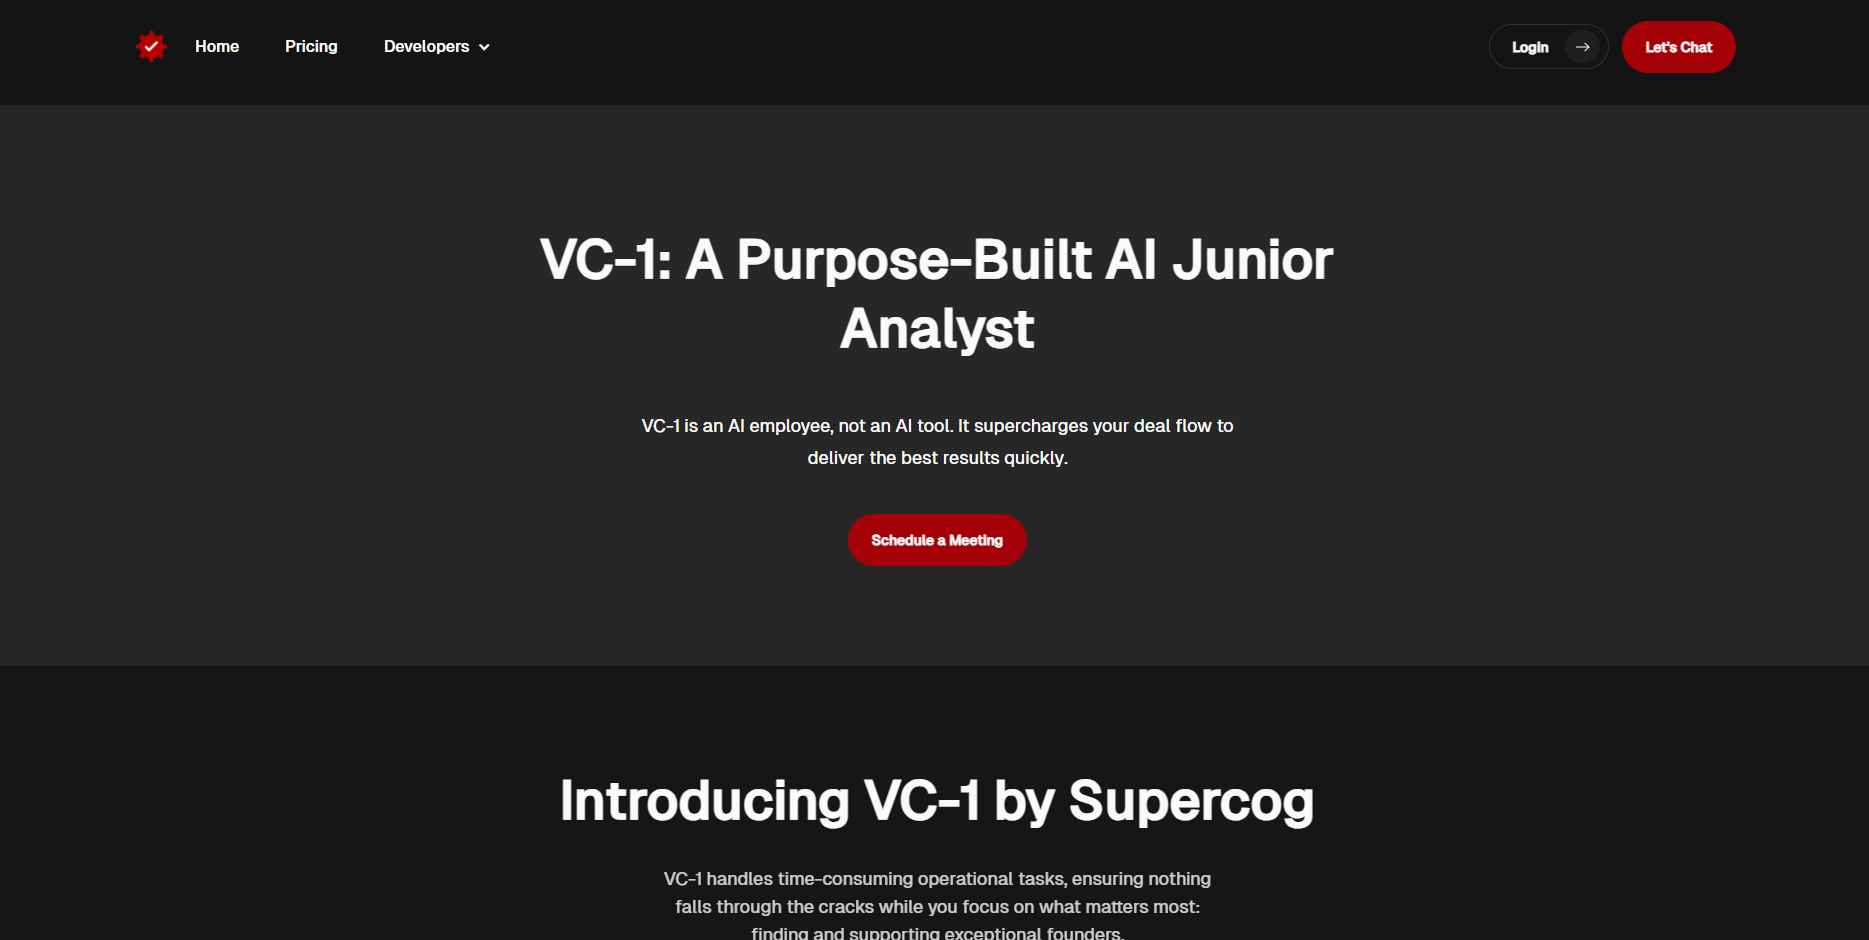 Home
Pricing
Developers
Login
Let's Chat
VC-1: A Purpose-Built AI Junior
Analyst
VC-1 is an AI employee, not an AI tool. It supercharges your deal flow to
deliver the best results quickly.
Schedule a Meeting
Introducing VC-1 by Supercog
VC-1 handles time-consuming operational tasks, ensuring nothing
falls through the cracks while you focus on what matters most:
finding and supporting exceptional founders.